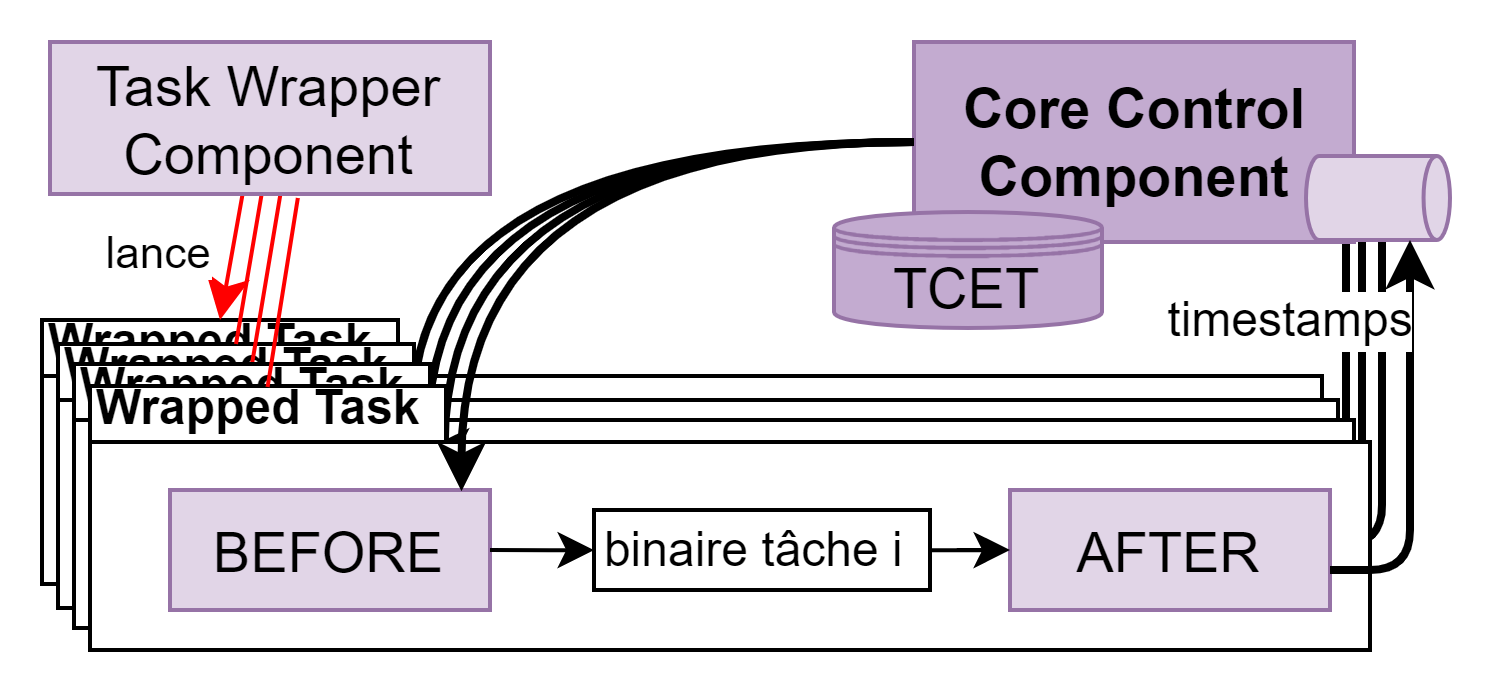 Task Wrapper
Component
Core Control
Component
lance
TCET
timestamps
Wrapped Task
Wrapped Task
Wrapped Task
Wrapped Task
BEFORE
binaire tâche i
AFTER